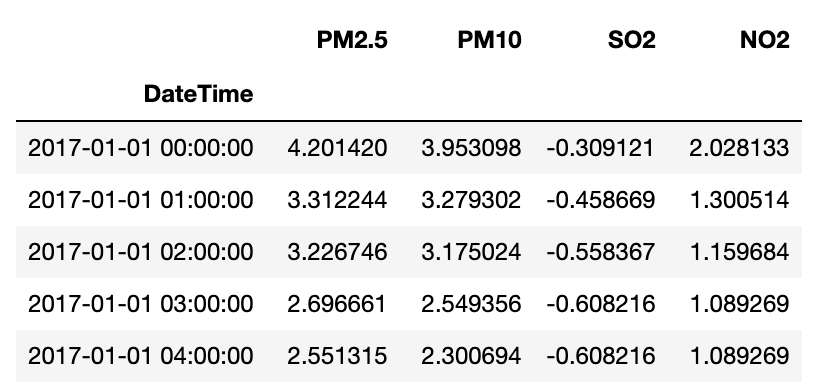 PM2.5 PM10 SO2 NO2
DateTime
2017-01-01 00:00:00 4.201420 3.953098 -0.309121 2.028133
2017-01-01 01:00:00 3.312244 3.279302 -0.458669 1.300514
2017-01-01 02:00:00 3.226746 3.175024 -0.558367 1.159684
2017-01-01 03:00:00 2.696661 2.549356 -0.608216 1.089269
2017-01-01 04:00:00 2.551315 2.300694 -0.608216 1.089269